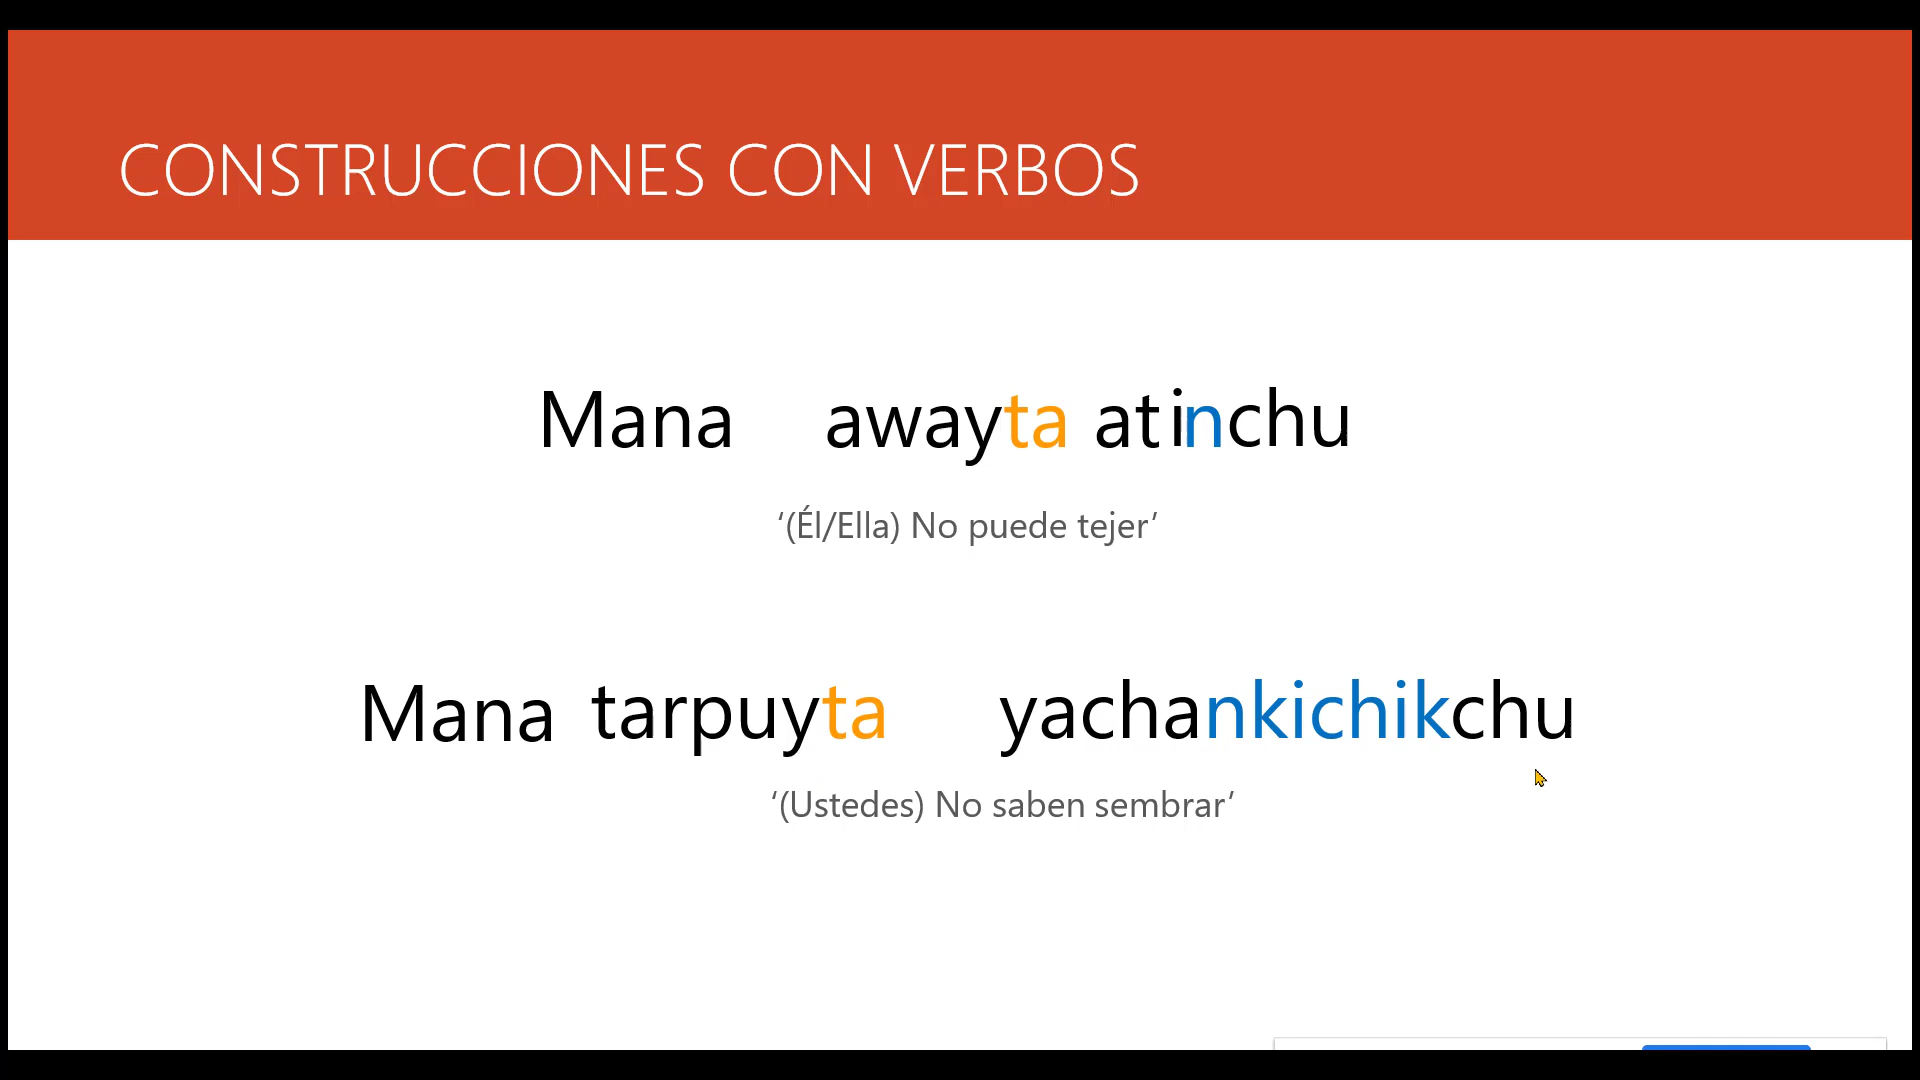 CONSTRUCCIONES CON VERBOS
Mana awayta atinchu
‘(Él/Ella) No puede tejer’
Mana tarpuyta yachankichikchu
‘(Ustedes) No saben sembrar’